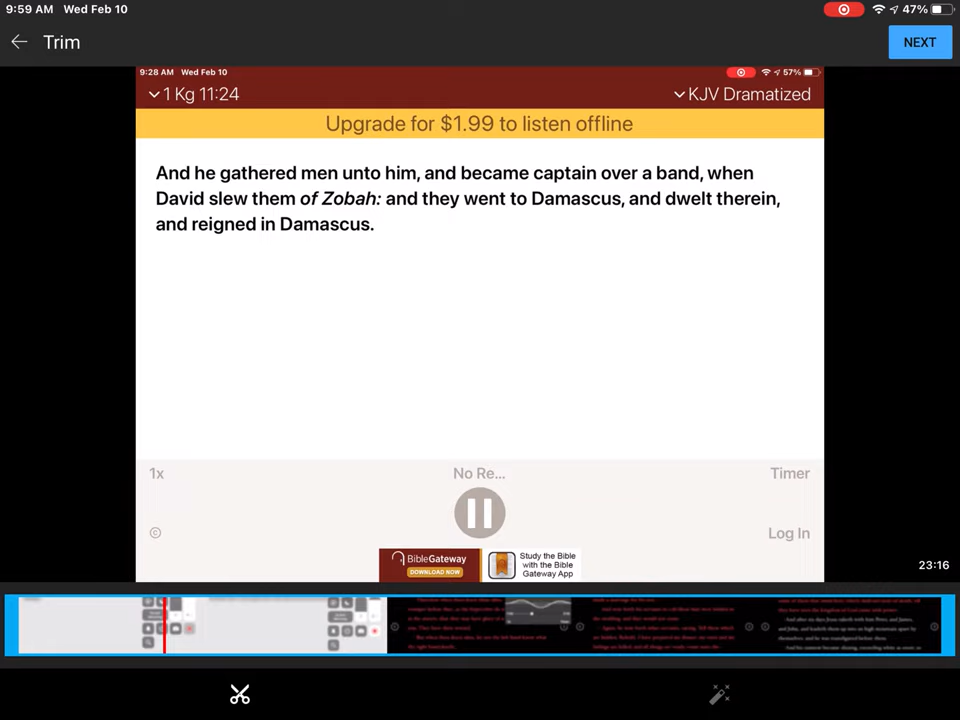 9:59 AM Wed Feb 10
47%
Trim
NEXT
9:28 AM Wed Feb 10
57%
1 Kg 11:24
KJV Dramatized
Upgrade for $1.99 to listen offline
And he gathered men unto him, and became captain over a band, when
David slew them of Zobah: and they went to Damascus, and dwelt therein,
and reigned in Damascus.
1x
No Re...
Timer
©
Log In
BibleGateway
DOWNLOAD NOW
Study the Bible
with the Bible
Gateway App
23:16